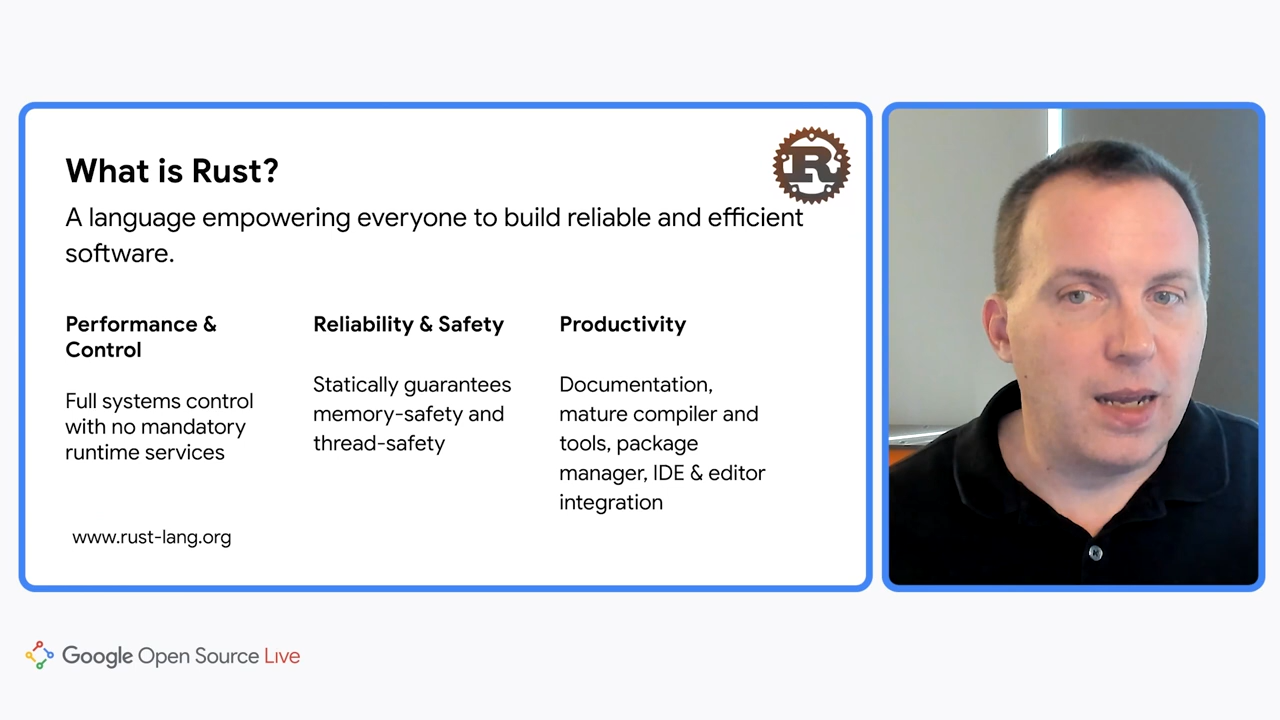 What is Rust?
A language empowering everyone to build reliable and efficient
software.
Performance &
Control
Full systems control
with no mandatory
runtime services
Reliability & Safety
Statically guarantees
memory-safety and
thread-safety
Productivity
Documentation,
mature compiler and
tools, package
manager, IDE & editor
integration
www.rust-lang.org
R
Google Open Source Live